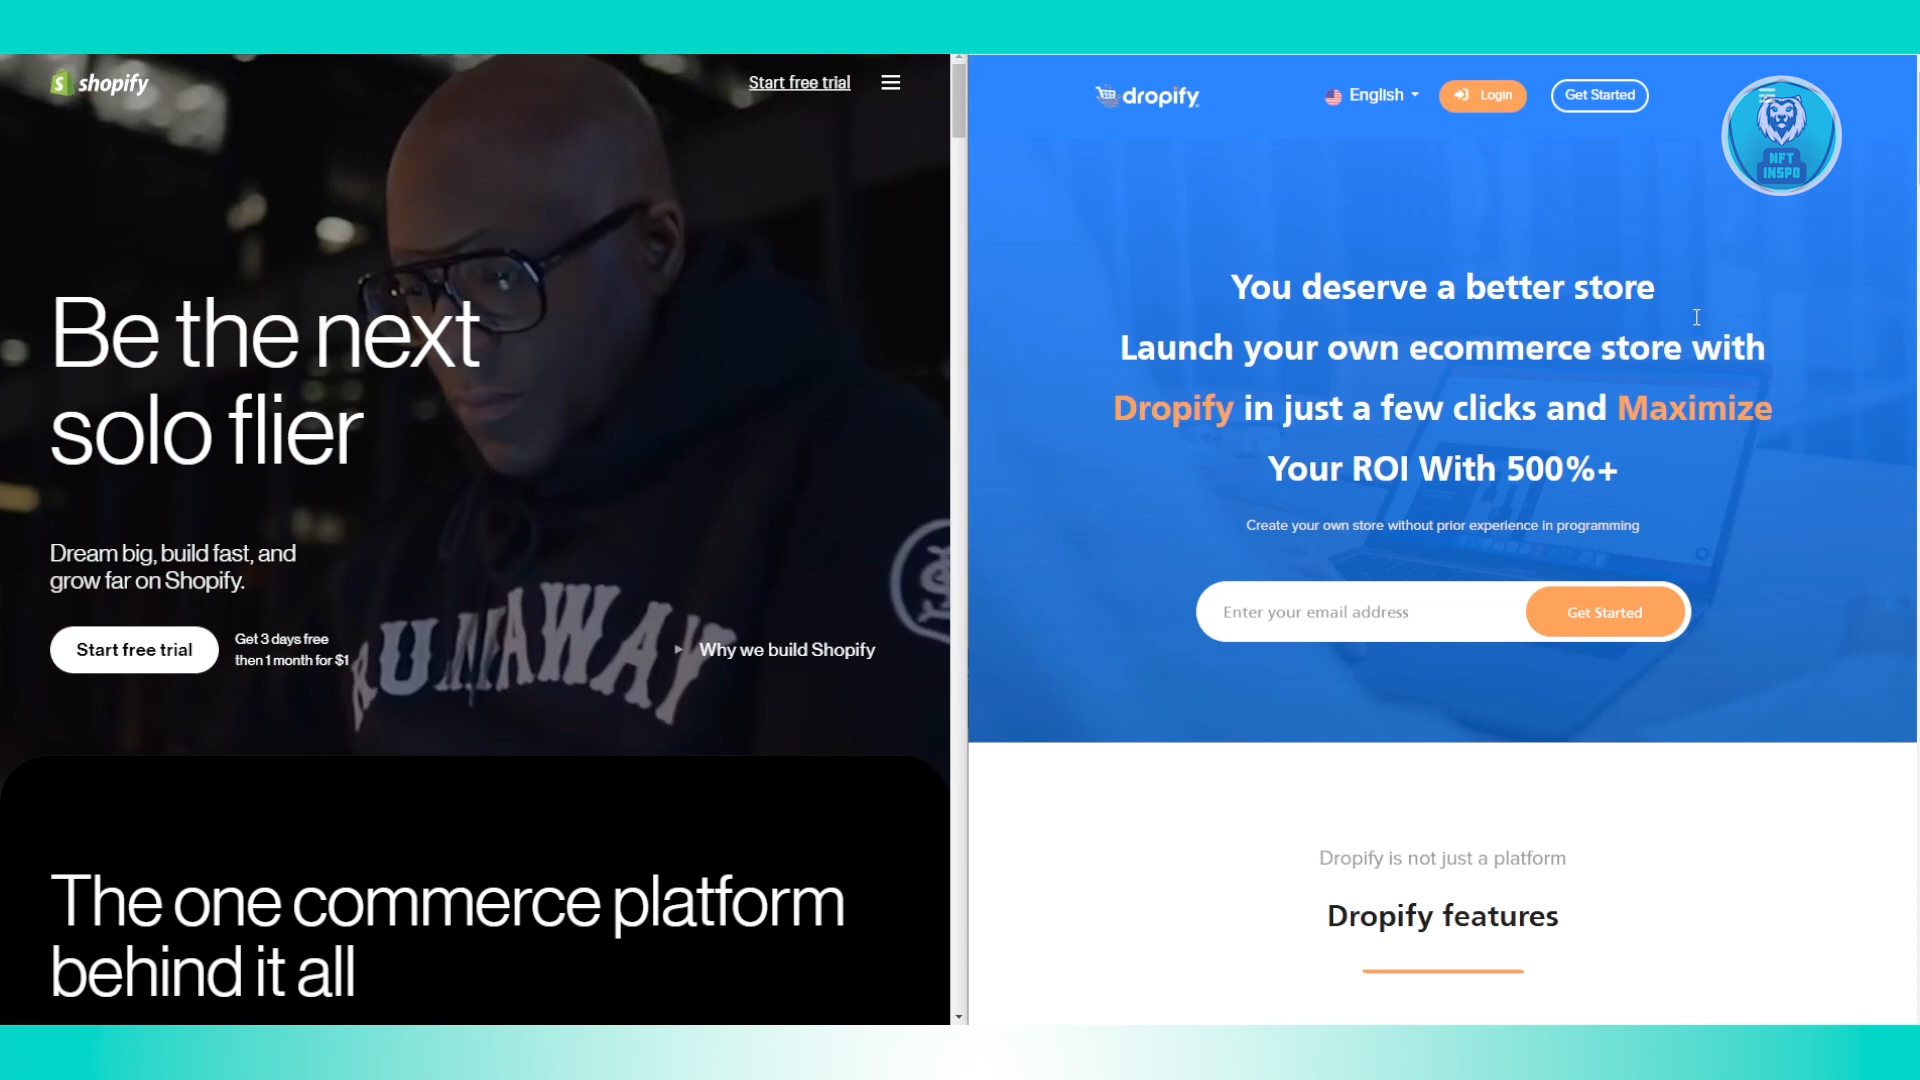 shopify
Start free trial
Be the next
solo flier
Dream big, build fast, and
grow far on Shopify.
Start free trial
Get 3 days free
then 1 month for $1
Why we build Shopify
RUNAWAY
The one commerce platform
behind it all
dropify
English
Login
Get Started
NFT
INSPO
You deserve a better store
Launch your own ecommerce store with
Dropify in just a few clicks and Maximize
Your ROI With 500%+
Create your own store without prior experience in programming
Enter your email address
Get Started
Dropify is not just a platform
Dropify features